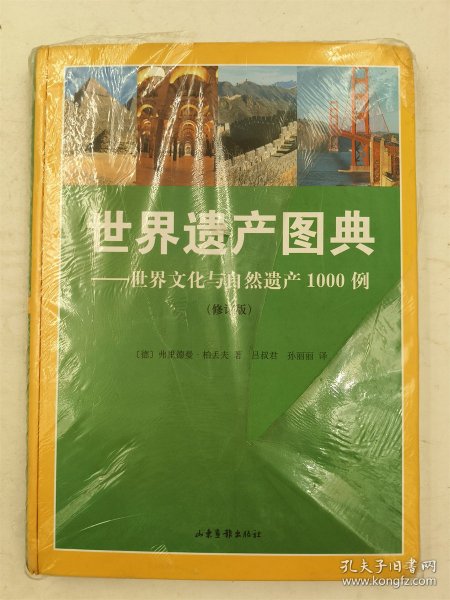 世界遗产图典
——世界文化与自然遗产1000例
(修订版)
[德] 弗里德曼·柏丢夫 著 吕叔君 孙丽丽 译
山东画报出版社
孔夫子旧书网
www.kongfz.com